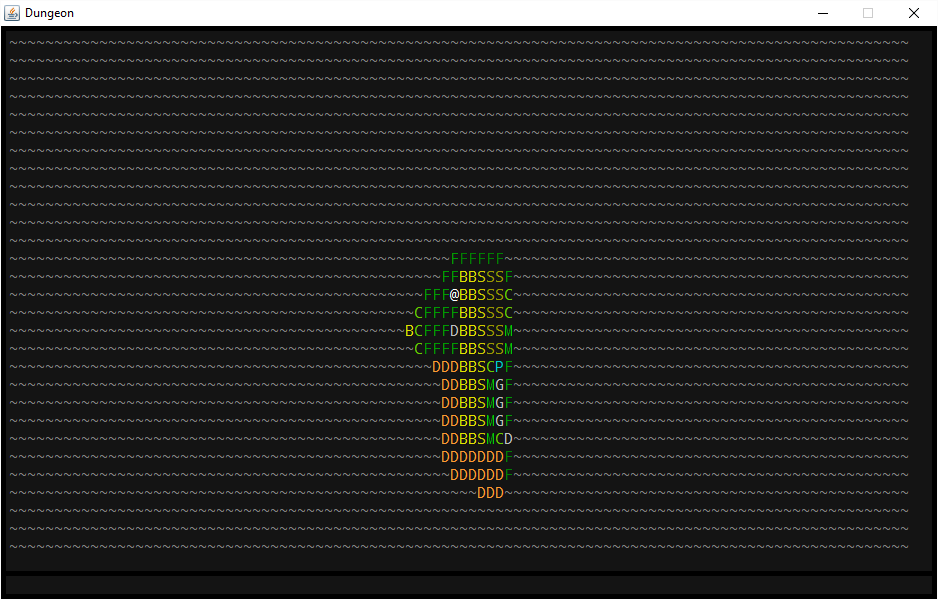 Dungeon
~~~~~~~~~~~~~~~~~~~~~~~~~~~~~~~~~~~~~~~~~~~~~~~~~~~~~~~~~~~~~~~~~~~~~~~~~~~~~~~~~~~~~~~~~~~~~~~~~~~~
~~~~~~~~~~~~~~~~~~~~~~~~~~~~~~~~~~~~~~~~~~~~~~~~~~~~~~~~~~~~~~~~~~~~~~~~~~~~~~~~~~~~~~~~~~~~~~~~~~~~
~~~~~~~~~~~~~~~~~~~~~~~~~~~~~~~~~~~~~~~~~~~~~~~~~~~~~~~~~~~~~~~~~~~~~~~~~~~~~~~~~~~~~~~~~~~~~~~~~~~~
~~~~~~~~~~~~~~~~~~~~~~~~~~~~~~~~~~~~~~~~~~~~~~~~~~~~~~~~~~~~~~~~~~~~~~~~~~~~~~~~~~~~~~~~~~~~~~~~~~~~
~~~~~~~~~~~~~~~~~~~~~~~~~~~~~~~~~~~~~~~~~~~~~~~~~~~~~~~~~~~~~~~~~~~~~~~~~~~~~~~~~~~~~~~~~~~~~~~~~~~~
~~~~~~~~~~~~~~~~~~~~~~~~~~~~~~~~~~~~~~~~~~~~~~~~~~~~~~~~~~~~~~~~~~~~~~~~~~~~~~~~~~~~~~~~~~~~~~~~~~~~
~~~~~~~~~~~~~~~~~~~~~~~~~~~~~~~~~~~~~~~~~~~~~~~~~~~~~~~~~~~~~~~~~~~~~~~~~~~~~~~~~~~~~~~~~~~~~~~~~~~~
~~~~~~~~~~~~~~~~~~~~~~~~~~~~~~~~~~~~~~~~~~~~~~~~~~~~~~~~~~~~~~~~~~~~~~~~~~~~~~~~~~~~~~~~~~~~~~~~~~~~
~~~~~~~~~~~~~~~~~~~~~~~~~~~~~~~~~~~~~~~~~~~~~~~~~~~~~~~~~~~~~~~~~~~~~~~~~~~~~~~~~~~~~~~~~~~~~~~~~~~~
~~~~~~~~~~~~~~~~~~~~~~~~~~~~~~~~~~~~~~~~~~~~~~~~~~~~~~~~~~~~~~~~~~~~~~~~~~~~~~~~~~~~~~~~~~~~~~~~~~~~
~~~~~~~~~~~~~~~~~~~~~~~~~~~~~~~~~~~~~~~~~~~~~~~~~~~~~~~~~~~~~~~~~~~~~~~~~~~~~~~~~~~~~~~~~~~~~~~~~~~~
~~~~~~~~~~~~~~~~~~~~~~~~~~~~~~~~~~~~~~~~~~~~~~~~~~~~~~~~~~~~~~~~~~~~~~~~~~~~~~~~~~~~~~~~~~~~~~~~~~~~
~~~~~~~~~~~~~~~~~~~~~~~~~~~~~~~~~~~~~~~~~~~~~~~~~FFFFFF~~~~~~~~~~~~~~~~~~~~~~~~~~~~~~~~~~~~~~~~~~~~~
~~~~~~~~~~~~~~~~~~~~~~~~~~~~~~~~~~~~~~~~~~~~~~~~FFBBSSSF~~~~~~~~~~~~~~~~~~~~~~~~~~~~~~~~~~~~~~~~~~~~
~~~~~~~~~~~~~~~~~~~~~~~~~~~~~~~~~~~~~~~~~~~~~~FFF@BBSSSC~~~~~~~~~~~~~~~~~~~~~~~~~~~~~~~~~~~~~~~~~~~~
~~~~~~~~~~~~~~~~~~~~~~~~~~~~~~~~~~~~~~~~~~~~~CFFFFBBSSSC~~~~~~~~~~~~~~~~~~~~~~~~~~~~~~~~~~~~~~~~~~~~
~~~~~~~~~~~~~~~~~~~~~~~~~~~~~~~~~~~~~~~~~~~~BCFFFDBBSSSM~~~~~~~~~~~~~~~~~~~~~~~~~~~~~~~~~~~~~~~~~~~~
~~~~~~~~~~~~~~~~~~~~~~~~~~~~~~~~~~~~~~~~~~~~~CFFFFBBSSSM~~~~~~~~~~~~~~~~~~~~~~~~~~~~~~~~~~~~~~~~~~~~
~~~~~~~~~~~~~~~~~~~~~~~~~~~~~~~~~~~~~~~~~~~~~~~DDDBBSCPF~~~~~~~~~~~~~~~~~~~~~~~~~~~~~~~~~~~~~~~~~~~~
~~~~~~~~~~~~~~~~~~~~~~~~~~~~~~~~~~~~~~~~~~~~~~~~DDBBSMGF~~~~~~~~~~~~~~~~~~~~~~~~~~~~~~~~~~~~~~~~~~~~
~~~~~~~~~~~~~~~~~~~~~~~~~~~~~~~~~~~~~~~~~~~~~~~~DDBBSMGF~~~~~~~~~~~~~~~~~~~~~~~~~~~~~~~~~~~~~~~~~~~~
~~~~~~~~~~~~~~~~~~~~~~~~~~~~~~~~~~~~~~~~~~~~~~~~DDBBSMGF~~~~~~~~~~~~~~~~~~~~~~~~~~~~~~~~~~~~~~~~~~~~
~~~~~~~~~~~~~~~~~~~~~~~~~~~~~~~~~~~~~~~~~~~~~~~~DDBBSMCD~~~~~~~~~~~~~~~~~~~~~~~~~~~~~~~~~~~~~~~~~~~~
~~~~~~~~~~~~~~~~~~~~~~~~~~~~~~~~~~~~~~~~~~~~~~~~DDDDDDDF~~~~~~~~~~~~~~~~~~~~~~~~~~~~~~~~~~~~~~~~~~~~
~~~~~~~~~~~~~~~~~~~~~~~~~~~~~~~~~~~~~~~~~~~~~~~~~DDDDDDF~~~~~~~~~~~~~~~~~~~~~~~~~~~~~~~~~~~~~~~~~~~~
~~~~~~~~~~~~~~~~~~~~~~~~~~~~~~~~~~~~~~~~~~~~~~~~~~~~DDD~~~~~~~~~~~~~~~~~~~~~~~~~~~~~~~~~~~~~~~~~~~~~
~~~~~~~~~~~~~~~~~~~~~~~~~~~~~~~~~~~~~~~~~~~~~~~~~~~~~~~~~~~~~~~~~~~~~~~~~~~~~~~~~~~~~~~~~~~~~~~~~~~~
~~~~~~~~~~~~~~~~~~~~~~~~~~~~~~~~~~~~~~~~~~~~~~~~~~~~~~~~~~~~~~~~~~~~~~~~~~~~~~~~~~~~~~~~~~~~~~~~~~~~
~~~~~~~~~~~~~~~~~~~~~~~~~~~~~~~~~~~~~~~~~~~~~~~~~~~~~~~~~~~~~~~~~~~~~~~~~~~~~~~~~~~~~~~~~~~~~~~~~~~~